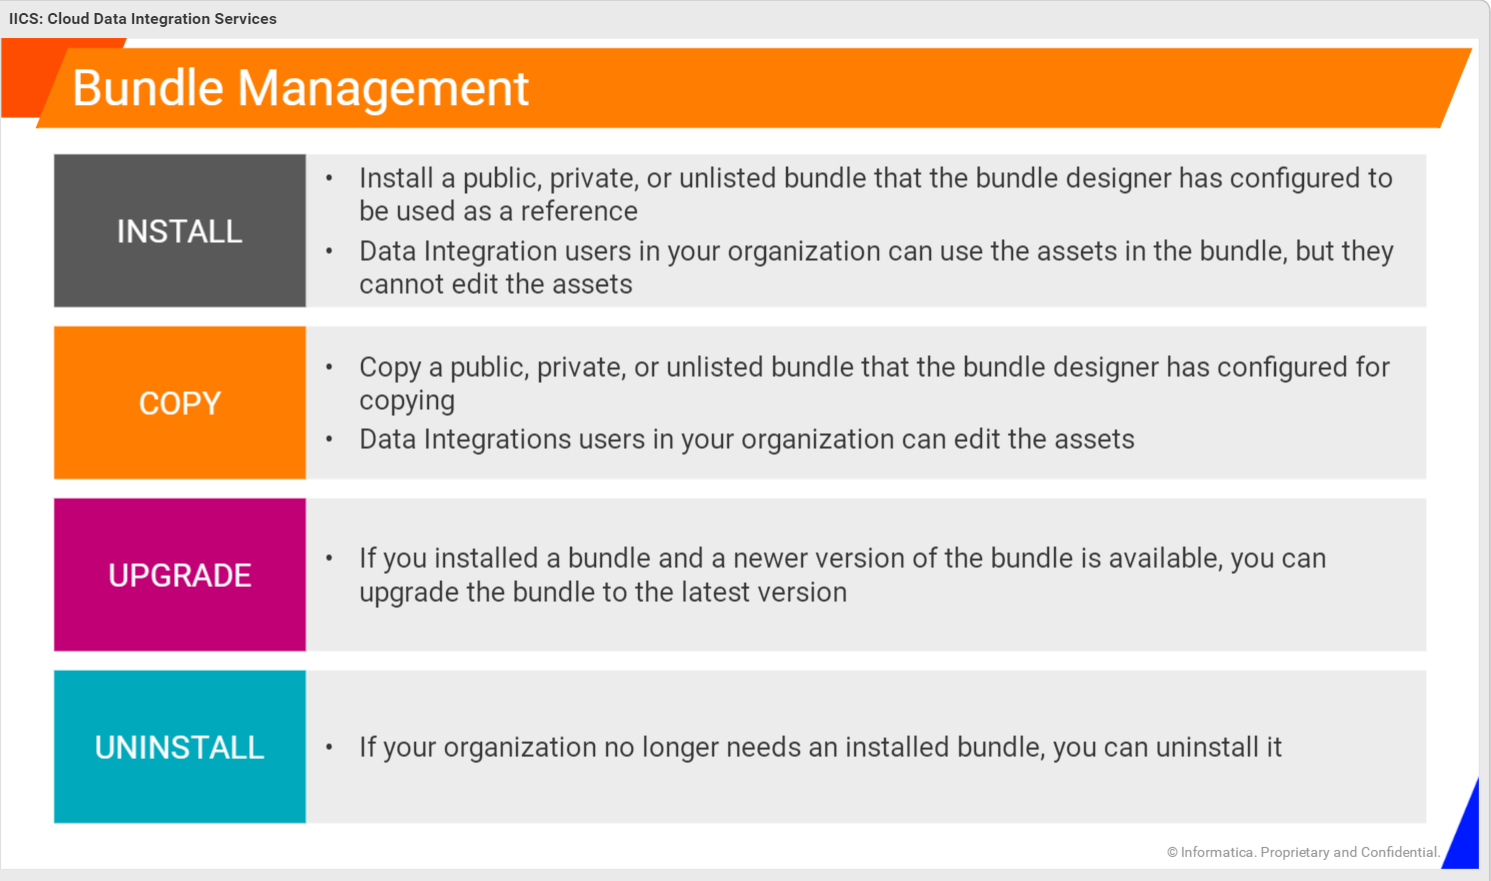 IICS: Cloud Data Integration Services
Bundle Management
INSTALL
• Install a public, private, or unlisted bundle that the bundle designer has configured to
be used as a reference
• Data Integration users in your organization can use the assets in the bundle, but they
cannot edit the assets
COPY
• Copy a public, private, or unlisted bundle that the bundle designer has configured for
copying
• Data Integrations users in your organization can edit the assets
UPGRADE
• If you installed a bundle and a newer version of the bundle is available, you can
upgrade the bundle to the latest version
UNINSTALL
• If your organization no longer needs an installed bundle, you can uninstall it
© Informatica. Proprietary and Confidential.